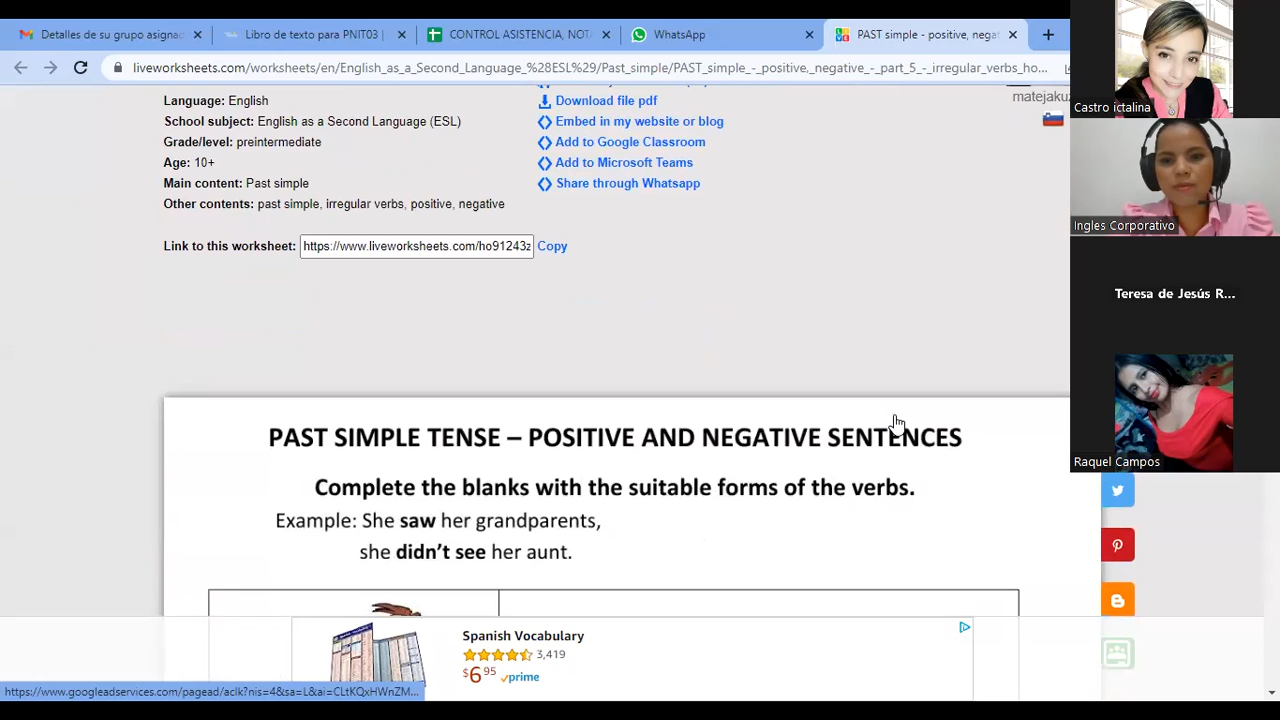 Detalles de su grupo asigna
Libro de texto para PNIT03 |
CONTROL ASISTENCIA, NOT
WhatsApp
PAST simple - positive, negat
liveworksheets.com/worksheets/en/English_as_a_Second_Language_%28ESL%29/Past_simple/PAST_simple_-_positive,_negative_-_part_5_-_irregular_verbs_ho...
Language: English
School subject: English as a Second Language (ESL)
Grade/level: preintermediate
Age: 10+
Main content: Past simple
Other contents: past simple, irregular verbs, positive, negative
Download file pdf
Embed in my website or blog
Add to Google Classroom
Add to Microsoft Teams
Share through Whatsapp
matejaku
Link to this worksheet: https://www.liveworksheets.com/ho91243z Copy
PAST SIMPLE TENSE – POSITIVE AND NEGATIVE SENTENCES
Complete the blanks with the suitable forms of the verbs.
Example: She saw her grandparents,
she didn't see her aunt.
Spanish Vocabulary
3,419
$6 95 prime
https://www.googleadservices.com/pagead/aclk?nis=4&sa=L&ai=CLtKQxHWnZM...
Castro ictalina
Ingles Corporativo
Teresa de Jesús R...
Raquel Campos